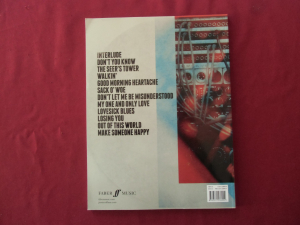 INTERLUDE
DON'T YOU KNOW
THE SEER'S TOWER
WALKIN'
GOOD MORNING HEARTACHE
SACK O' WOE
DON'T LET ME BE MISUNDERSTOOD
MY ONE AND ONLY LOVE
LOVESICK BLUES
LOSING YOU
OUT OF THIS WORLD
MAKE SOMEONE HAPPY
FABER ff MUSIC